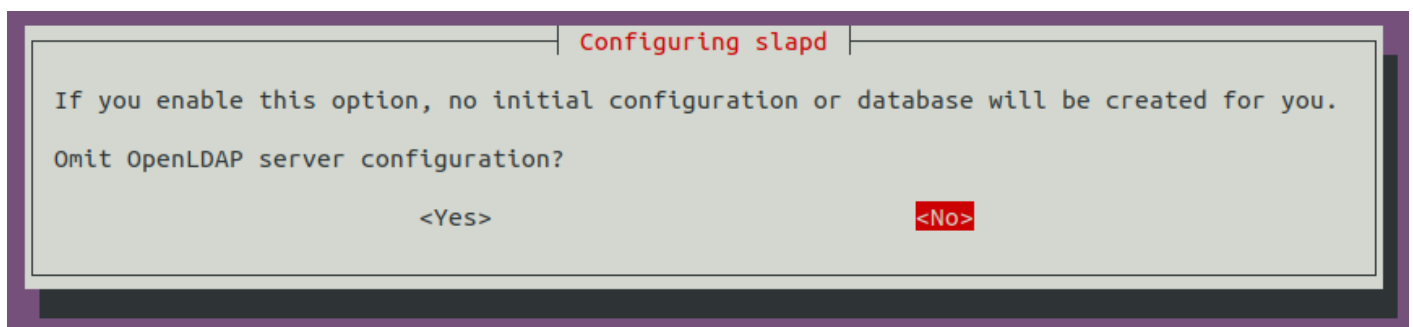 Configuring slapd
If you enable this option, no initial configuration or database will be created for you.
Omit OpenLDAP server configuration?
<Yes> <No>